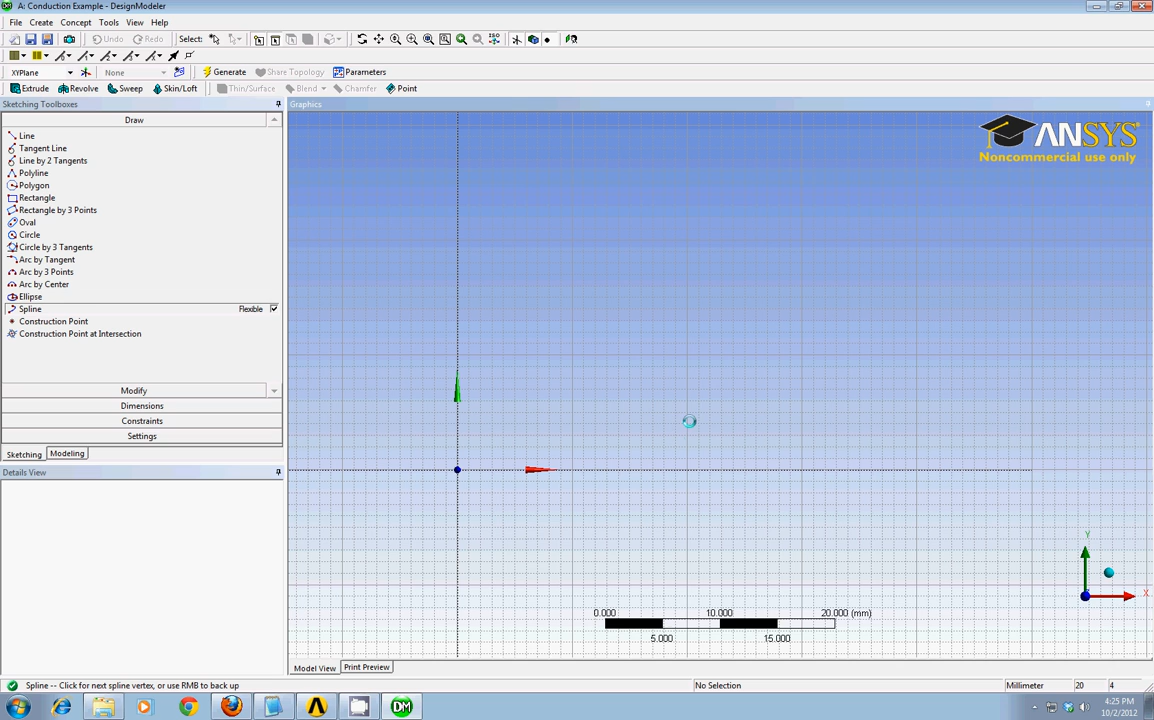 A: Conduction Example - DesignModeler
File Create Concept Tools View Help
Undo Redo Select:
XYPlane None Generate Share Topology Parameters
Extrude Revolve Sweep Skin/Loft Thin/Surface Blend Chamfer Point
Sketching Toolboxes
Graphics
Draw
Line
Tangent Line
Line by 2 Tangents
Polyline
Polygon
Rectangle
Rectangle by 3 Points
Oval
Circle
Circle by 3 Tangents
Arc by Tangent
Arc by 3 Points
Arc by Center
Ellipse
Spline Flexible
Construction Point
Construction Point at Intersection
Modify
Dimensions
Constraints
Settings
Sketching Modeling
Details View
ANSYS
Noncommercial use only
Y
X
0.000 10.000 20.000 (mm)
5.000 15.000
Model View Print Preview
Spline -- Click for next spline vertex, or use RMB to back up No Selection Millimeter 20 4
4:25 PM
10/2/2012